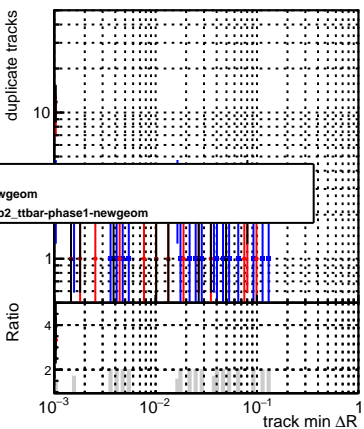 duplicate tracks
10
wgeom
o2_ttbar-phase1-newgeom
1
Ratio
4
2
10⁻³ 10⁻² 10⁻¹ 1
track min ΔR